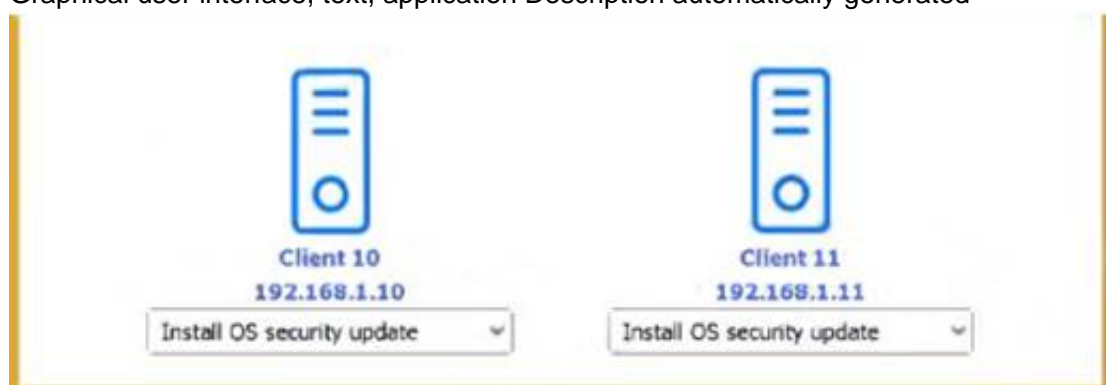 Graphical user interface, text, application Description automatically generated
Client 10
192.168.1.10
Install OS security update
Client 11
192.168.1.11
Install OS security update